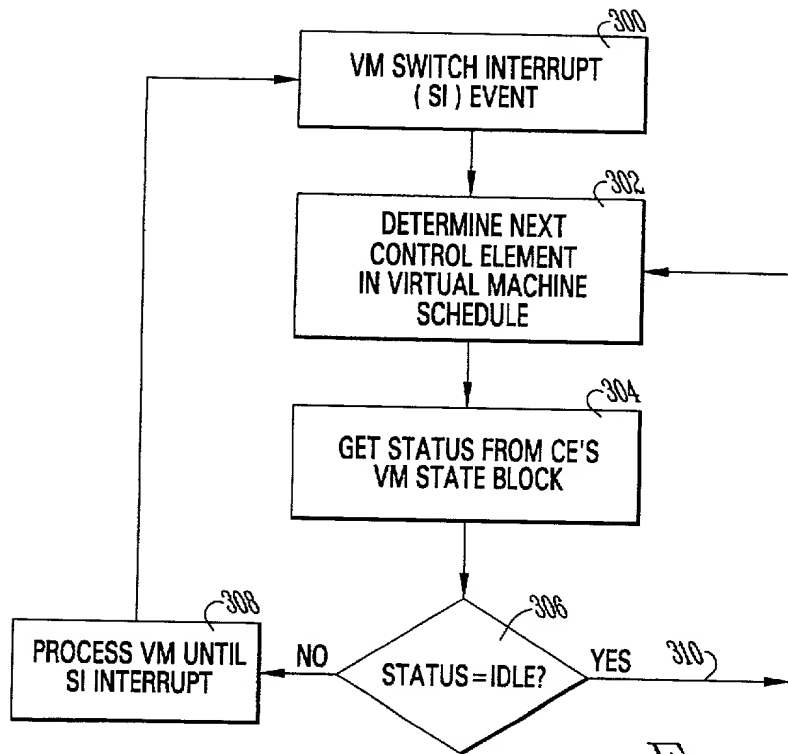 300
VM SWITCH INTERRUPT
( SI ) EVENT
302
DETERMINE NEXT
CONTROL ELEMENT
IN VIRTUAL MACHINE
SCHEDULE
304
GET STATUS FROM CE'S
VM STATE BLOCK
308
PROCESS VM UNTIL
SI INTERRUPT
NO
306
STATUS=IDLE?
YES
310